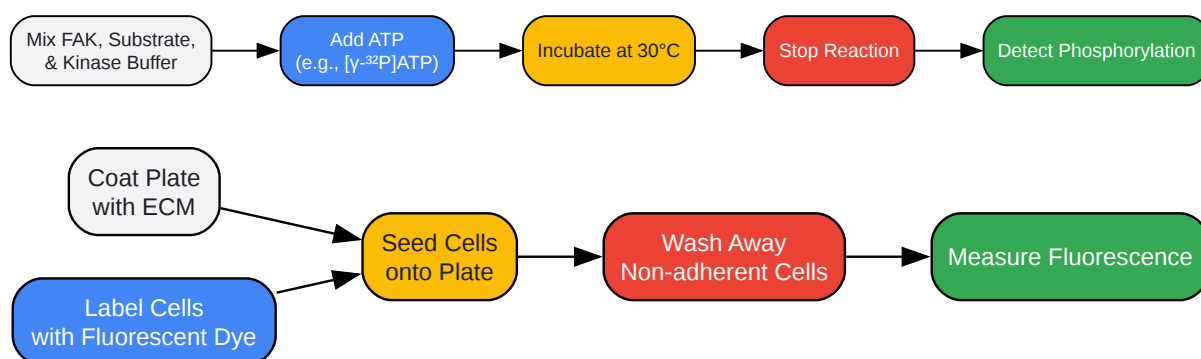 Mix FAK, Substrate,
& Kinase Buffer
Add ATP
(e.g., [γ-³²P]ATP)
Incubate at 30°C
Stop Reaction
Detect Phosphorylation
Coat Plate
with ECM
Label Cells
with Fluorescent Dye
Seed Cells
onto Plate
Wash Away
Non-adherent Cells
Measure Fluorescence